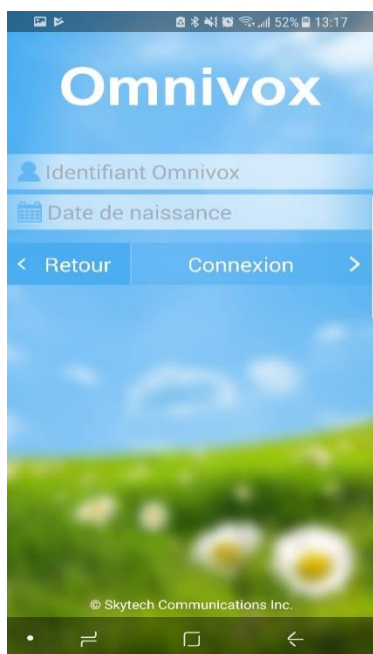 52% 13:17
Omnivox
Identifiant Omnivox
Date de naissance
< Retour Connexion >
© Skytech Communications Inc.